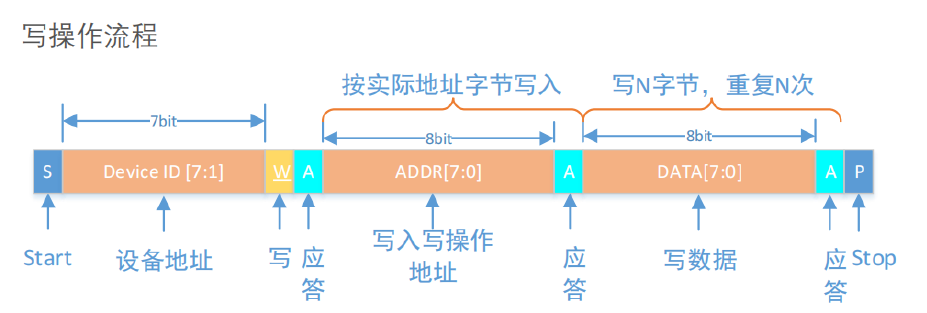 写操作流程
按实际地址字节写入 写N字节，重复N次
7bit 8bit 8bit
S Device ID [7:1] W A ADDR[7:0] A DATA[7:0] A P
Start 设备地址 写 应答 写入写操作地址 应答 写数据 应答 Stop